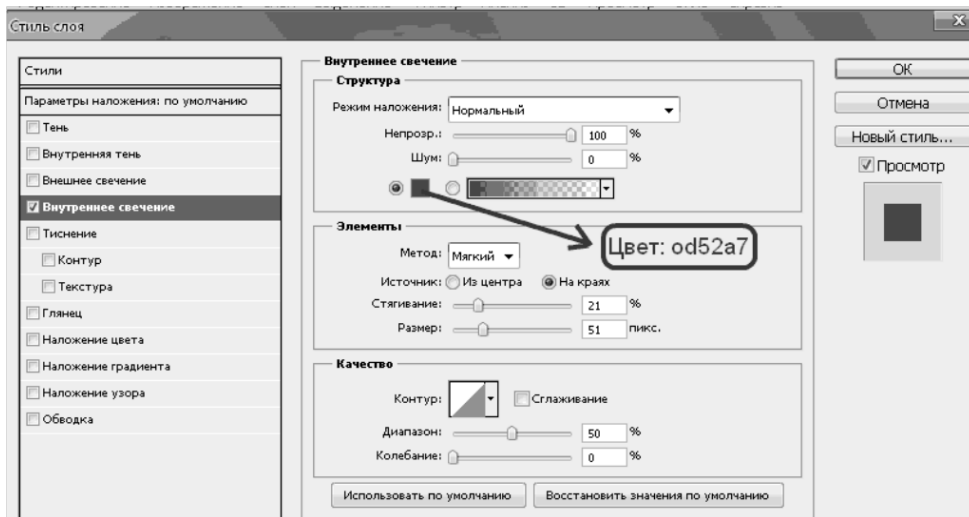 Стиль слоя
Стили
Параметры наложения: по умолчанию
Тень
Внутренняя тень
Внешнее свечение
Внутреннее свечение
Тиснение
Контур
Текстура
Глянец
Наложение цвета
Наложение градиента
Наложение узора
Обводка
Внутреннее свечение
Структура
Режим наложения: Нормальный
Непрозр.: 100 %
Шум: 0 %
Элементы
Цвет: od52a7
Метод: Мягкий
Источник: Из центра На краях
Стягивание: 21 %
Размер: 51 пикс.
Качество
Контур: Сглаживание
Диапазон: 50 %
Колебание: 0 %
Использовать по умолчанию Восстановить значения по умолчанию
ОК
Отмена
Новый стиль...
Просмотр